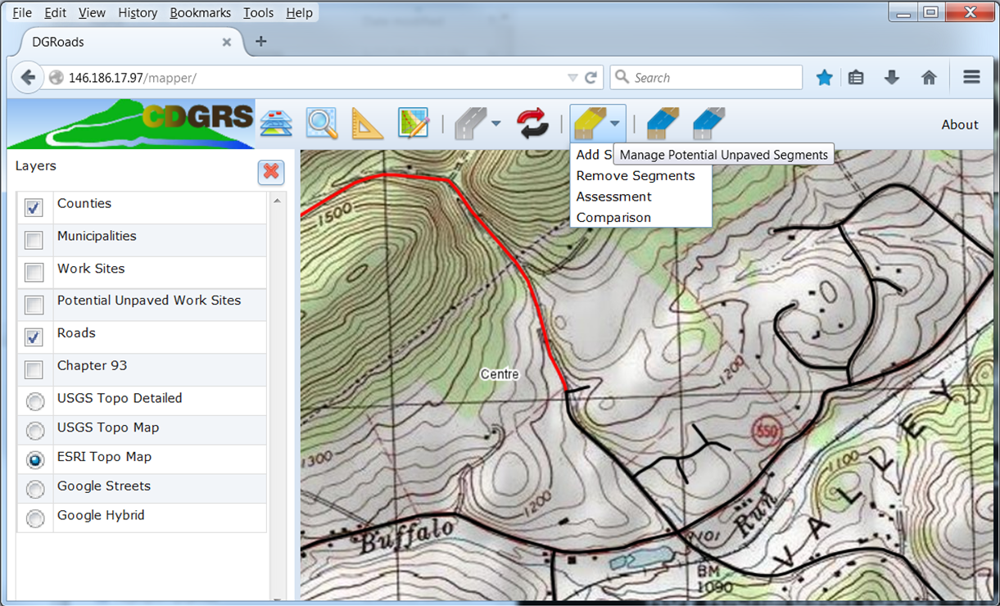 File Edit View History Bookmarks Tools Help
DGRoads
146.186.17.97/mapper/
Search
CDGRS
About
Layers
Add S
Manage Potential Unpaved Segments
Remove Segments
Assessment
Comparison
Counties
Municipalities
Work Sites
Potential Unpaved Work Sites
Roads
Chapter 93
USGS Topo Detailed
USGS Topo Map
ESRI Topo Map
Google Streets
Google Hybrid
1500
Centre
1200
550
1300
1100
1200
Buffalo
Run
VALLEY
1101
BM
1090